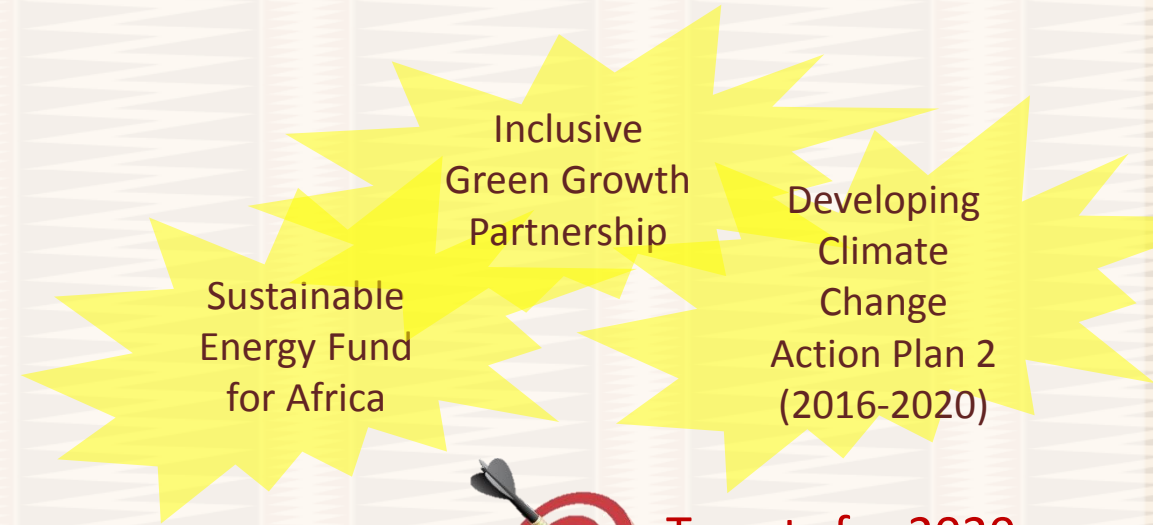 Inclusive
Green Growth
Partnership
Developing
Climate
Change
Action Plan 2
(2016-2020)
Sustainable
Energy Fund
for Africa